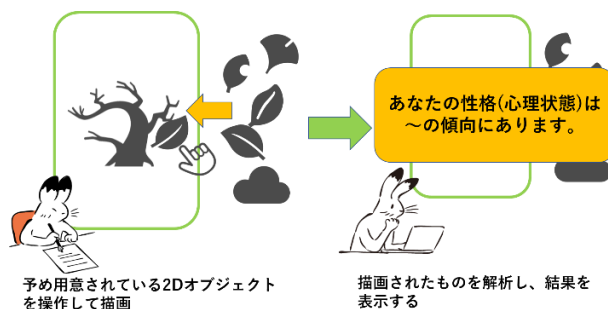 あなたの性格(心理状態)は
～の傾向にあります。
予め用意されている2Dオブジェクト
を操作して描画
描画されたものを解析し、結果を
表示する